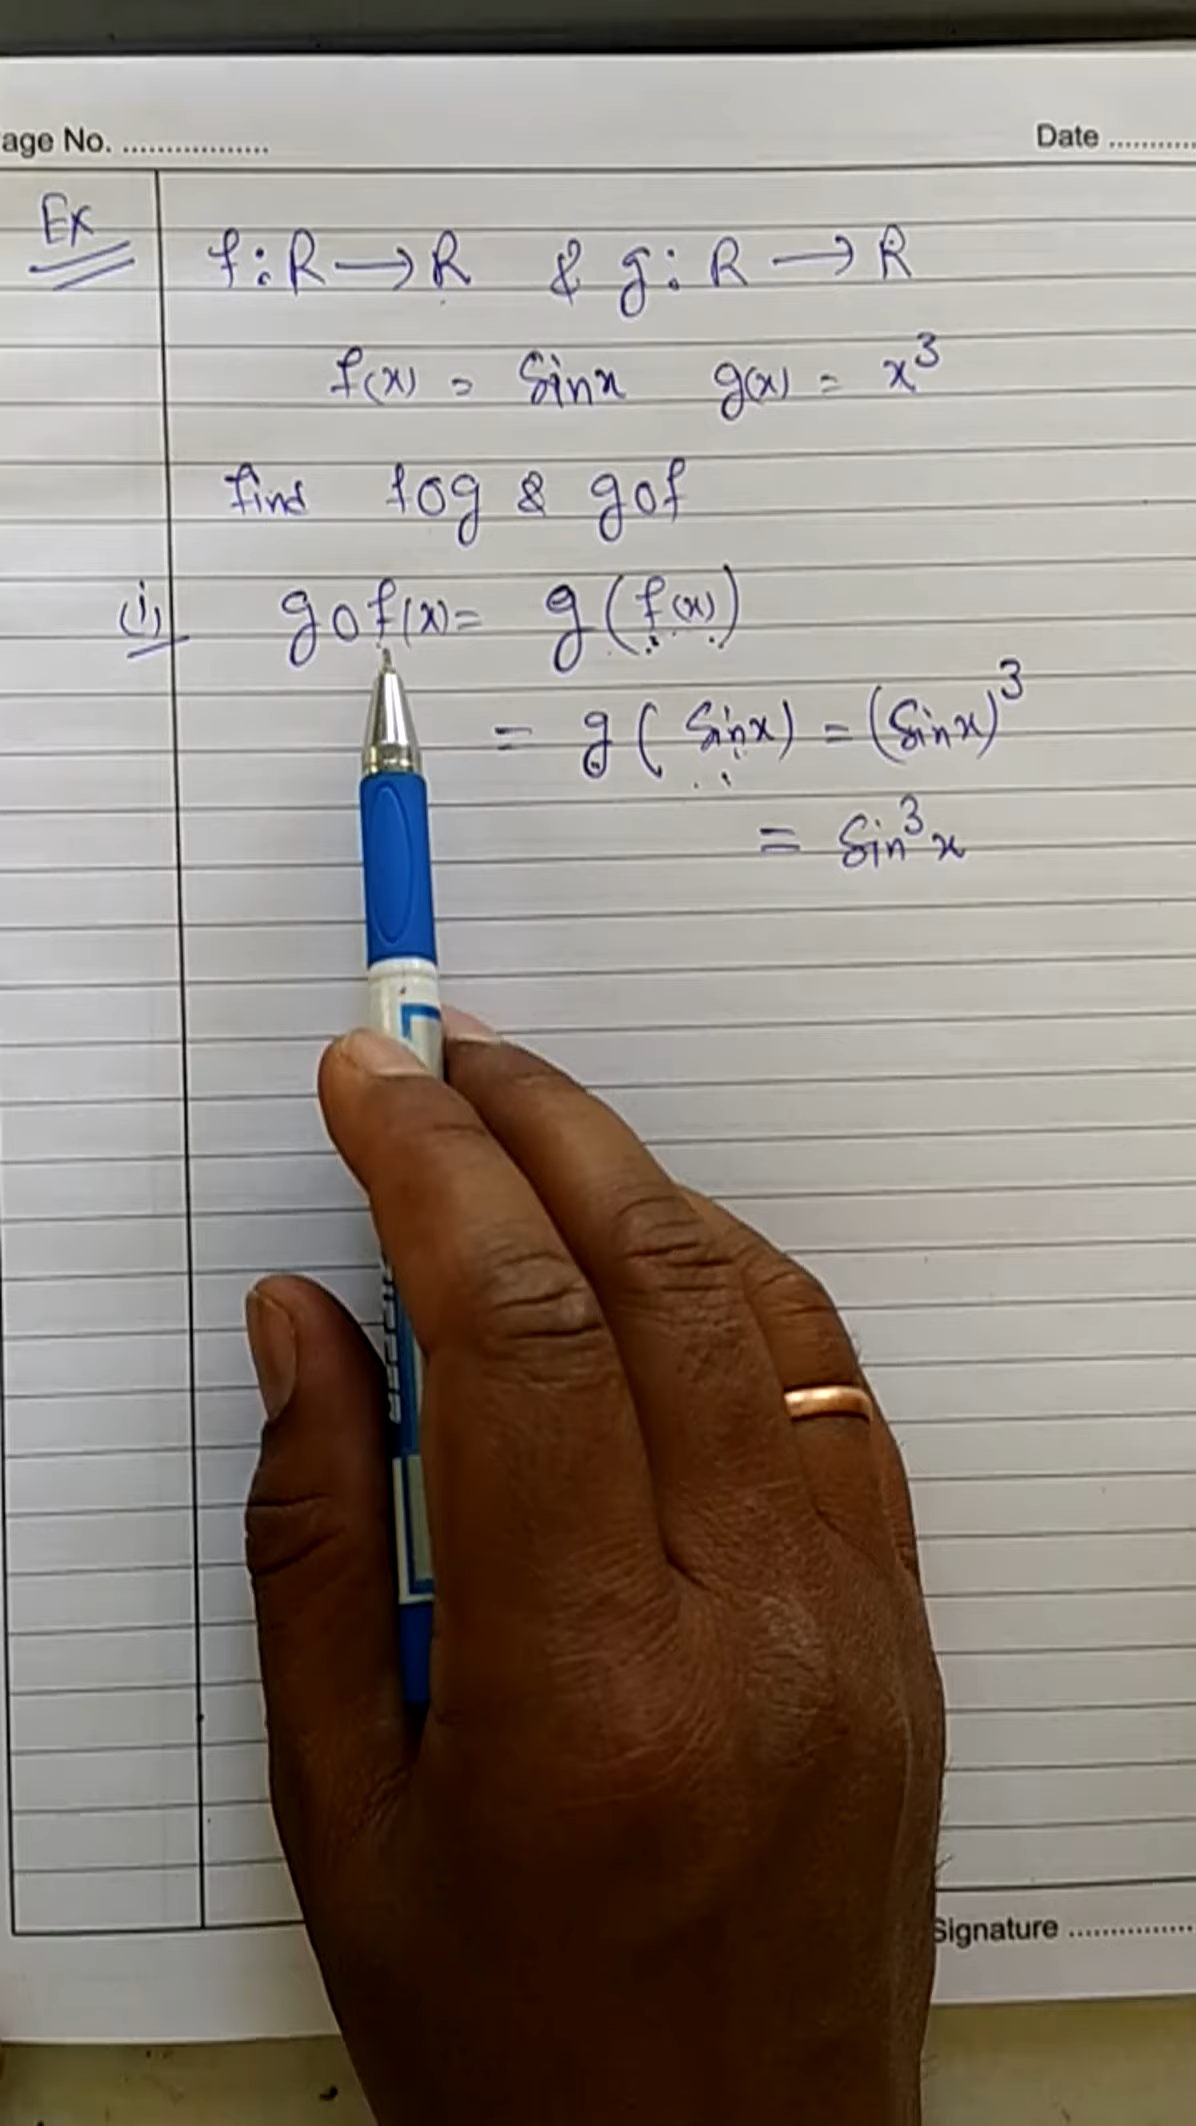 age No. ................
Date ..........
Ex
f : R → R & g : R → R
f(x) = Sinx g(x) = x³
find fog & gof
(i) gof(x) = g(f(x))
= g(Sinx) = (Sinx)³
= Sin³x
Signature ..............